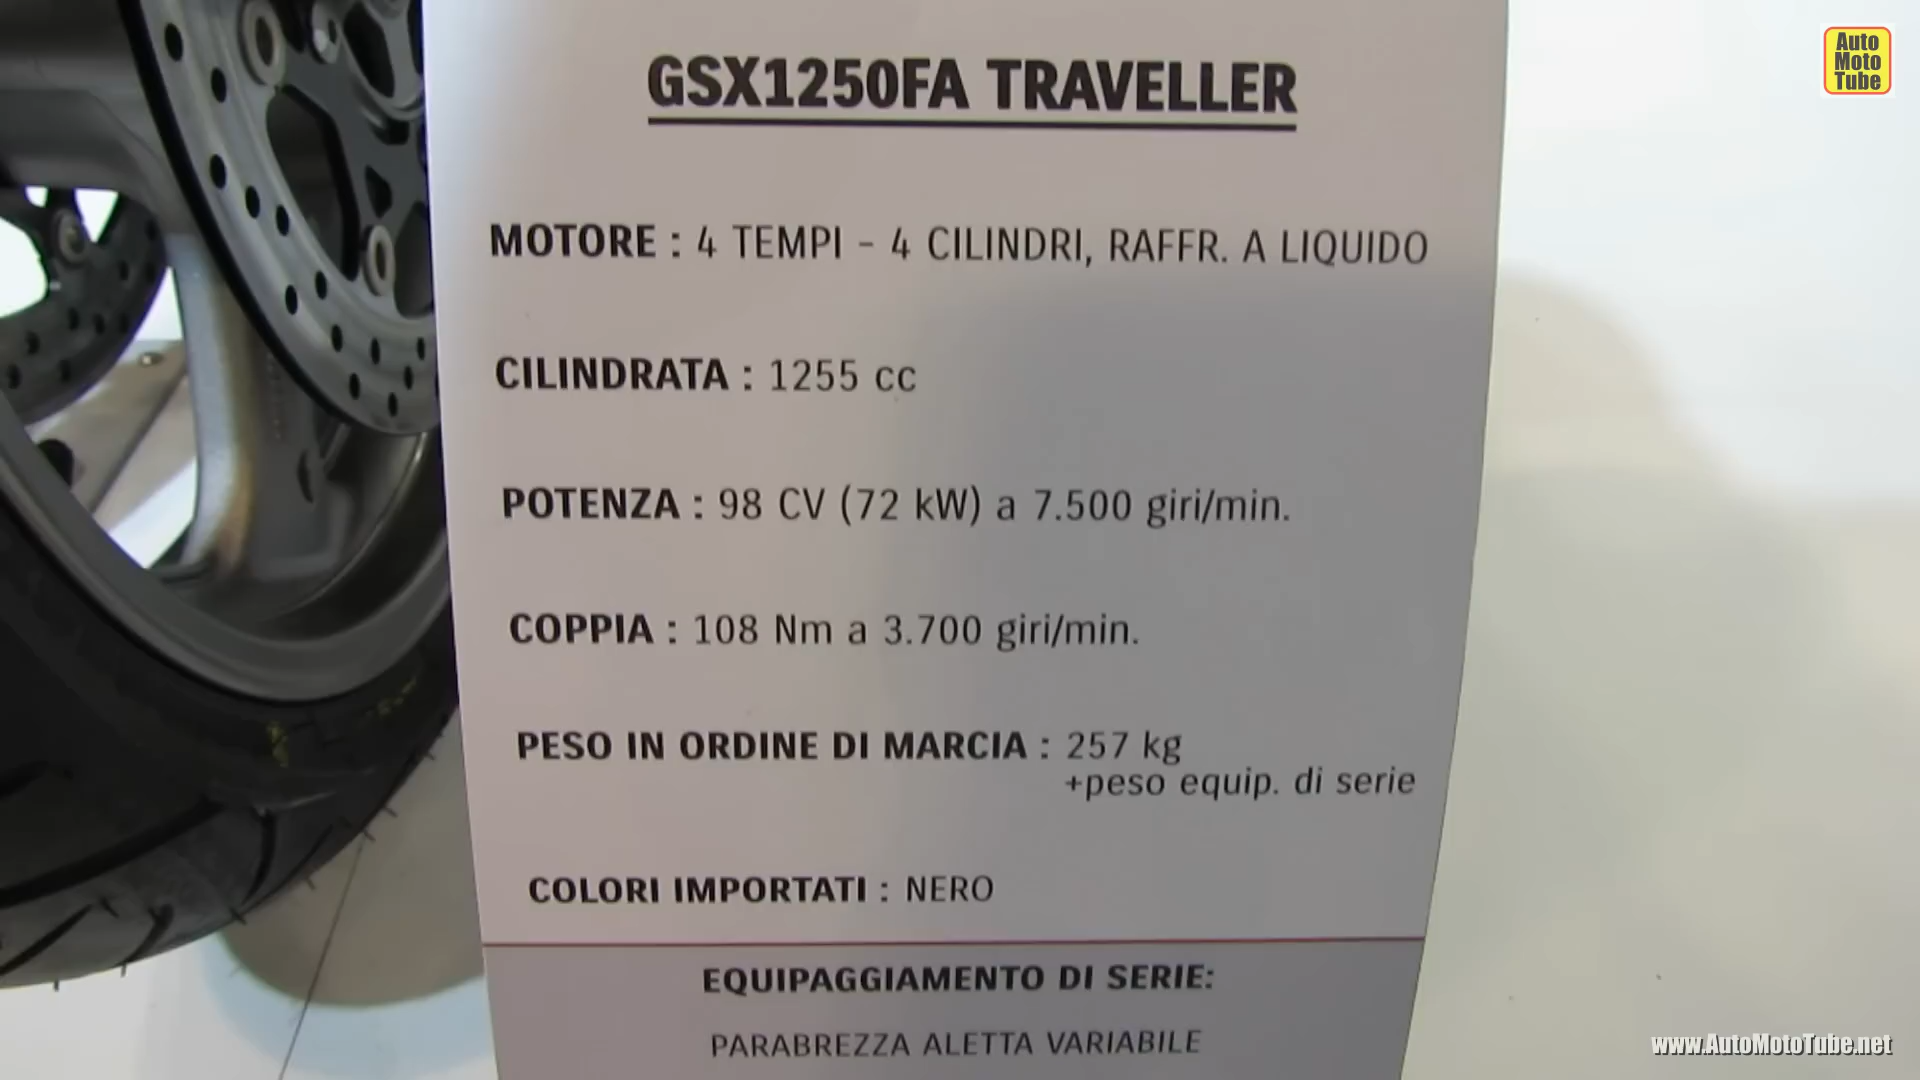 Auto
Moto
Tube
GSX1250FA TRAVELLER
MOTORE : 4 TEMPI - 4 CILINDRI, RAFFR. A LIQUIDO
CILINDRATA : 1255 cc
POTENZA : 98 CV (72 kW) a 7.500 giri/min.
COPPIA : 108 Nm a 3.700 giri/min.
PESO IN ORDINE DI MARCIA : 257 kg
+peso equip. di serie
COLORI IMPORTATI : NERO
EQUIPAGGIAMENTO DI SERIE:
PARABREZZA ALETTA VARIABILE
www.AutoMotoTube.net